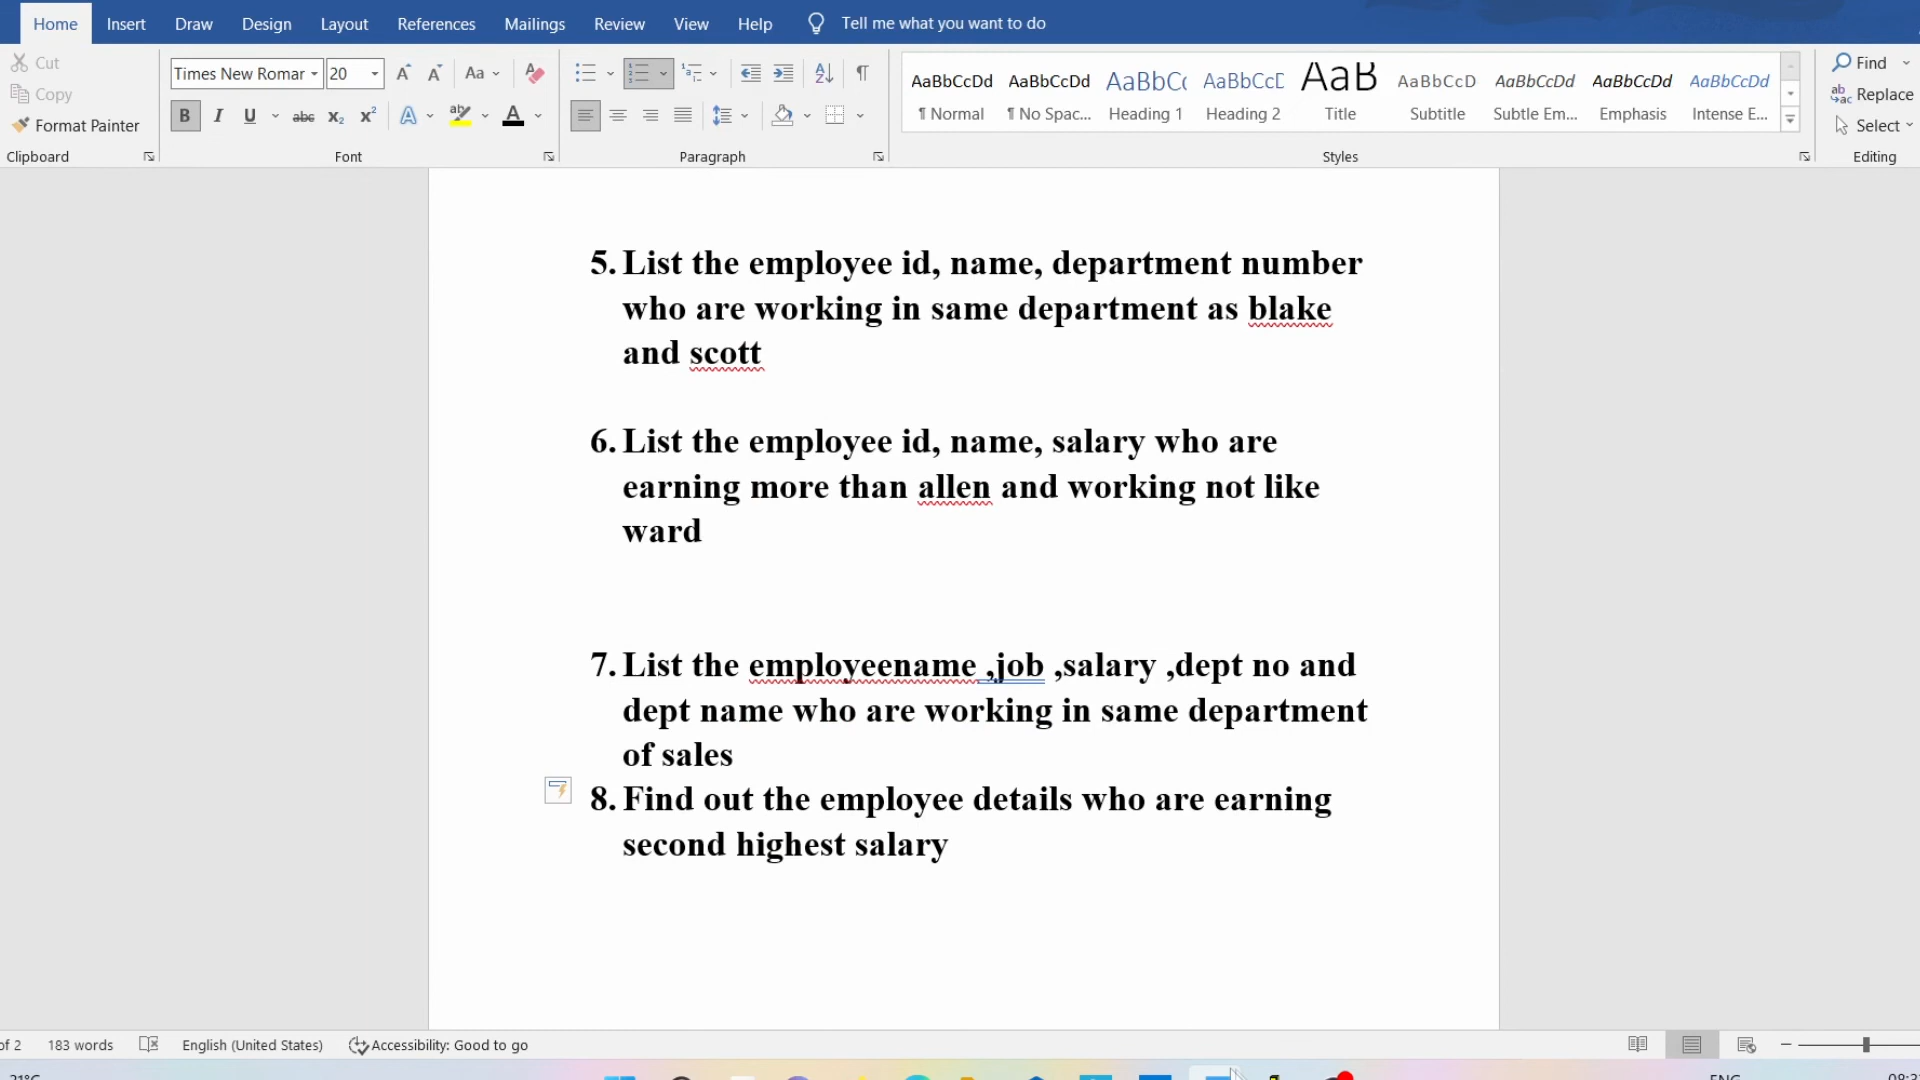 Home Insert Draw Design Layout References Mailings Review View Help Tell me what you want to do
Cut
Copy
Format Painter
Clipboard
Times New Romar 20
Font
Paragraph
AaBbCcDd AaBbCcDd AaBbC AaBbCcD AaB AaBbCcD AaBbCcDd AaBbCcDd AaBbCcDd
¶ Normal ¶ No Spac... Heading 1 Heading 2 Title Subtitle Subtle Em... Emphasis Intense E...
Styles
Find
Replace
Select
Editing
5. List the employee id, name, department number
who are working in same department as blake
and scott
6. List the employee id, name, salary who are
earning more than allen and working not like
ward
7. List the employeename ,job ,salary ,dept no and
dept name who are working in same department
of sales
8. Find out the employee details who are earning
second highest salary
of 2 183 words English (United States) Accessibility: Good to go